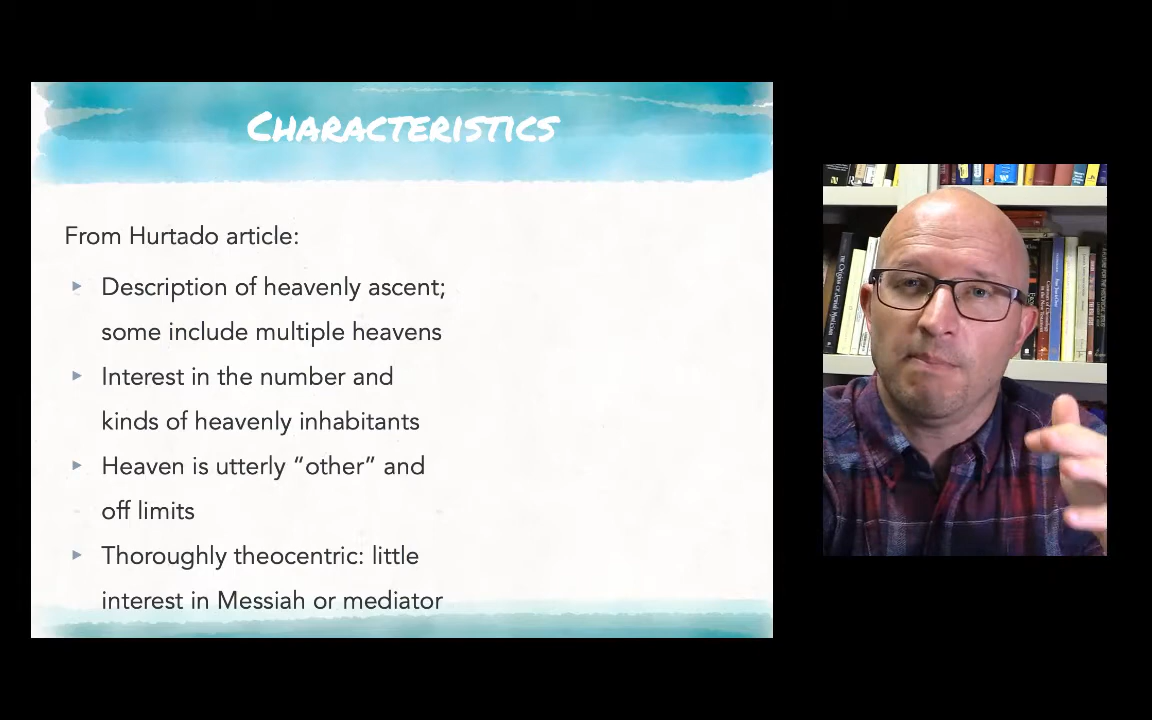 CHARACTERISTICS
From Hurtado article:
Description of heavenly ascent;
some include multiple heavens
Interest in the number and
kinds of heavenly inhabitants
Heaven is utterly “other” and
off limits
Thoroughly theocentric: little
interest in Messiah or mediator